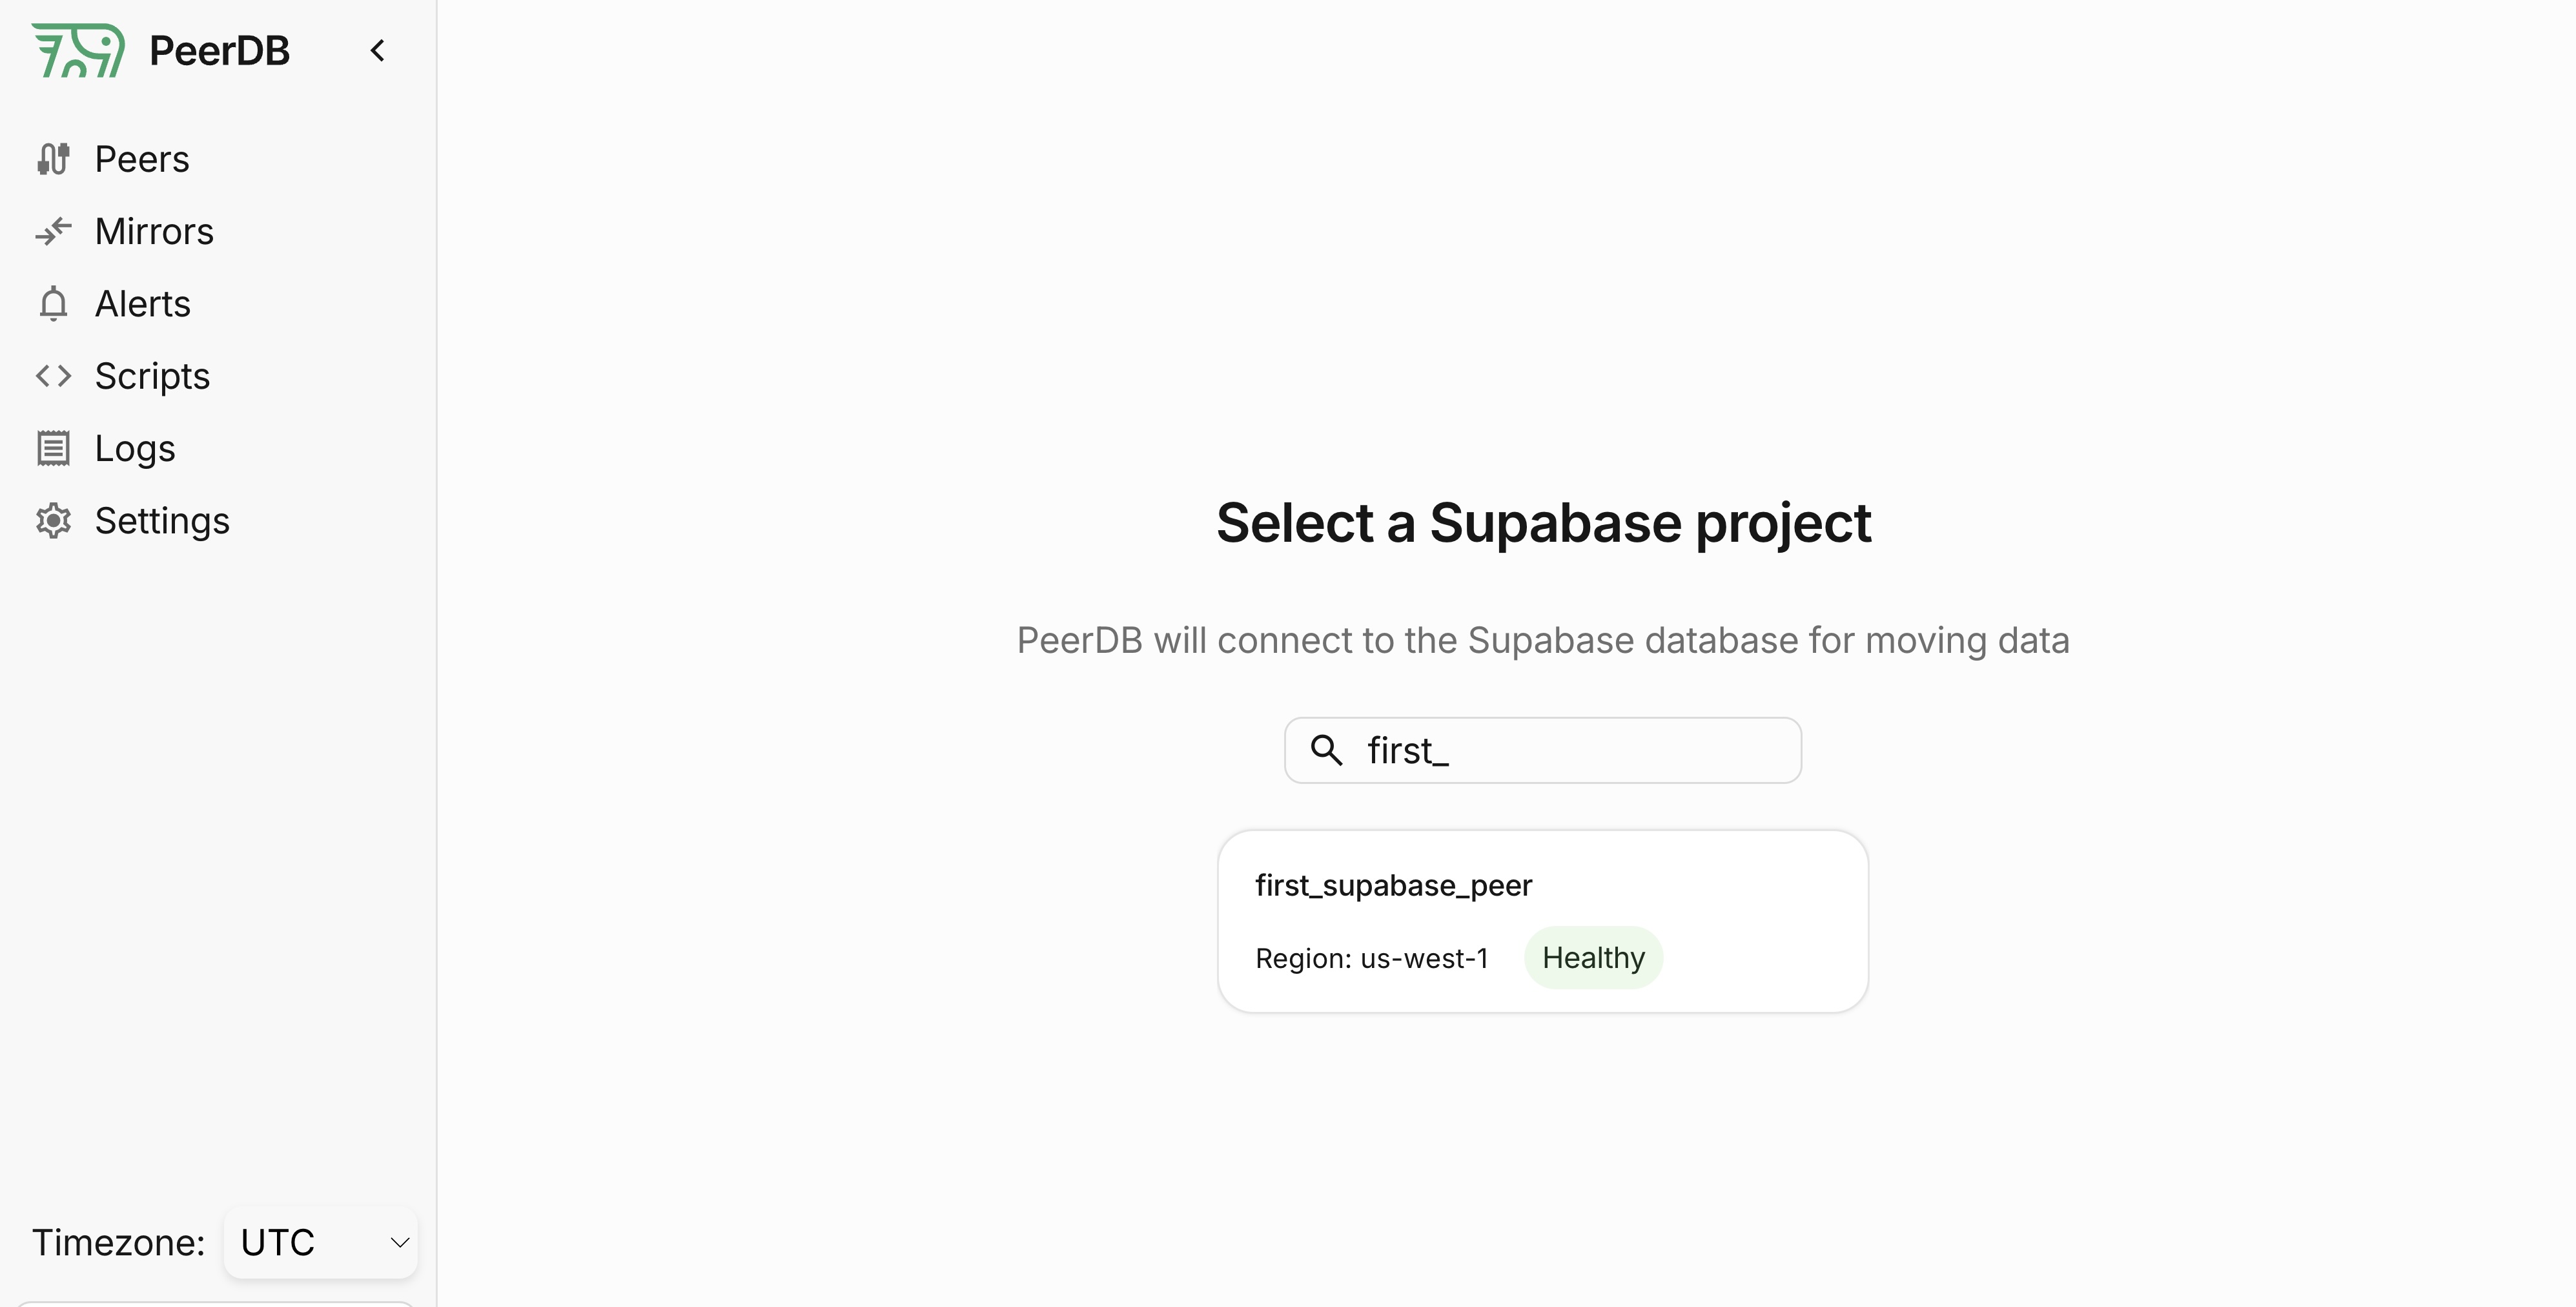 PeerDB
Peers
Mirrors
Alerts
Scripts
Logs
Settings
Timezone: UTC
Select a Supabase project
PeerDB will connect to the Supabase database for moving data
first_
first_supabase_peer
Region: us-west-1 Healthy